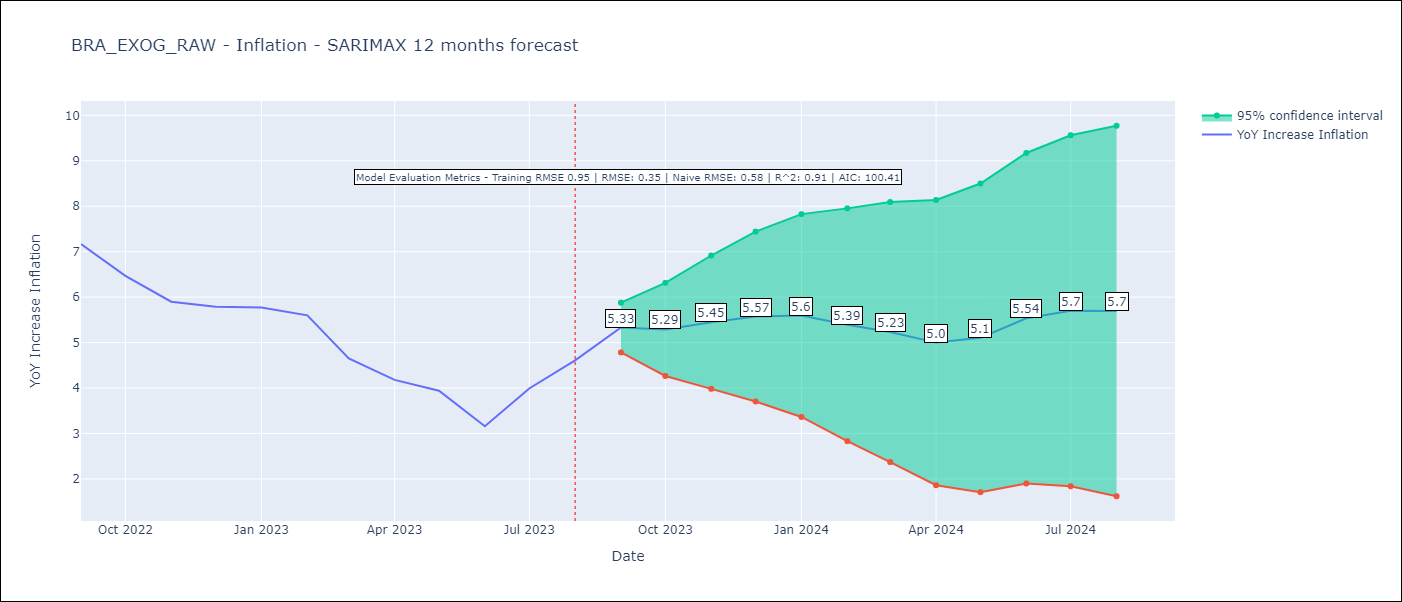 BRA_EXOG_RAW - Inflation - SARIMAX 12 months forecast
95% confidence interval
YoY Increase Inflation
Model Evaluation Metrics - Training RMSE 0.95 | RMSE: 0.35 | Naive RMSE: 0.58 | R^2: 0.91 | AIC: 100.41
YoY Increase Inflation
10
9
8
7
6
5
4
3
2
5.33
5.29
5.45
5.57
5.6
5.39
5.23
5.0
5.1
5.54
5.7
5.7
Oct 2022
Jan 2023
Apr 2023
Jul 2023
Oct 2023
Jan 2024
Apr 2024
Jul 2024
Date